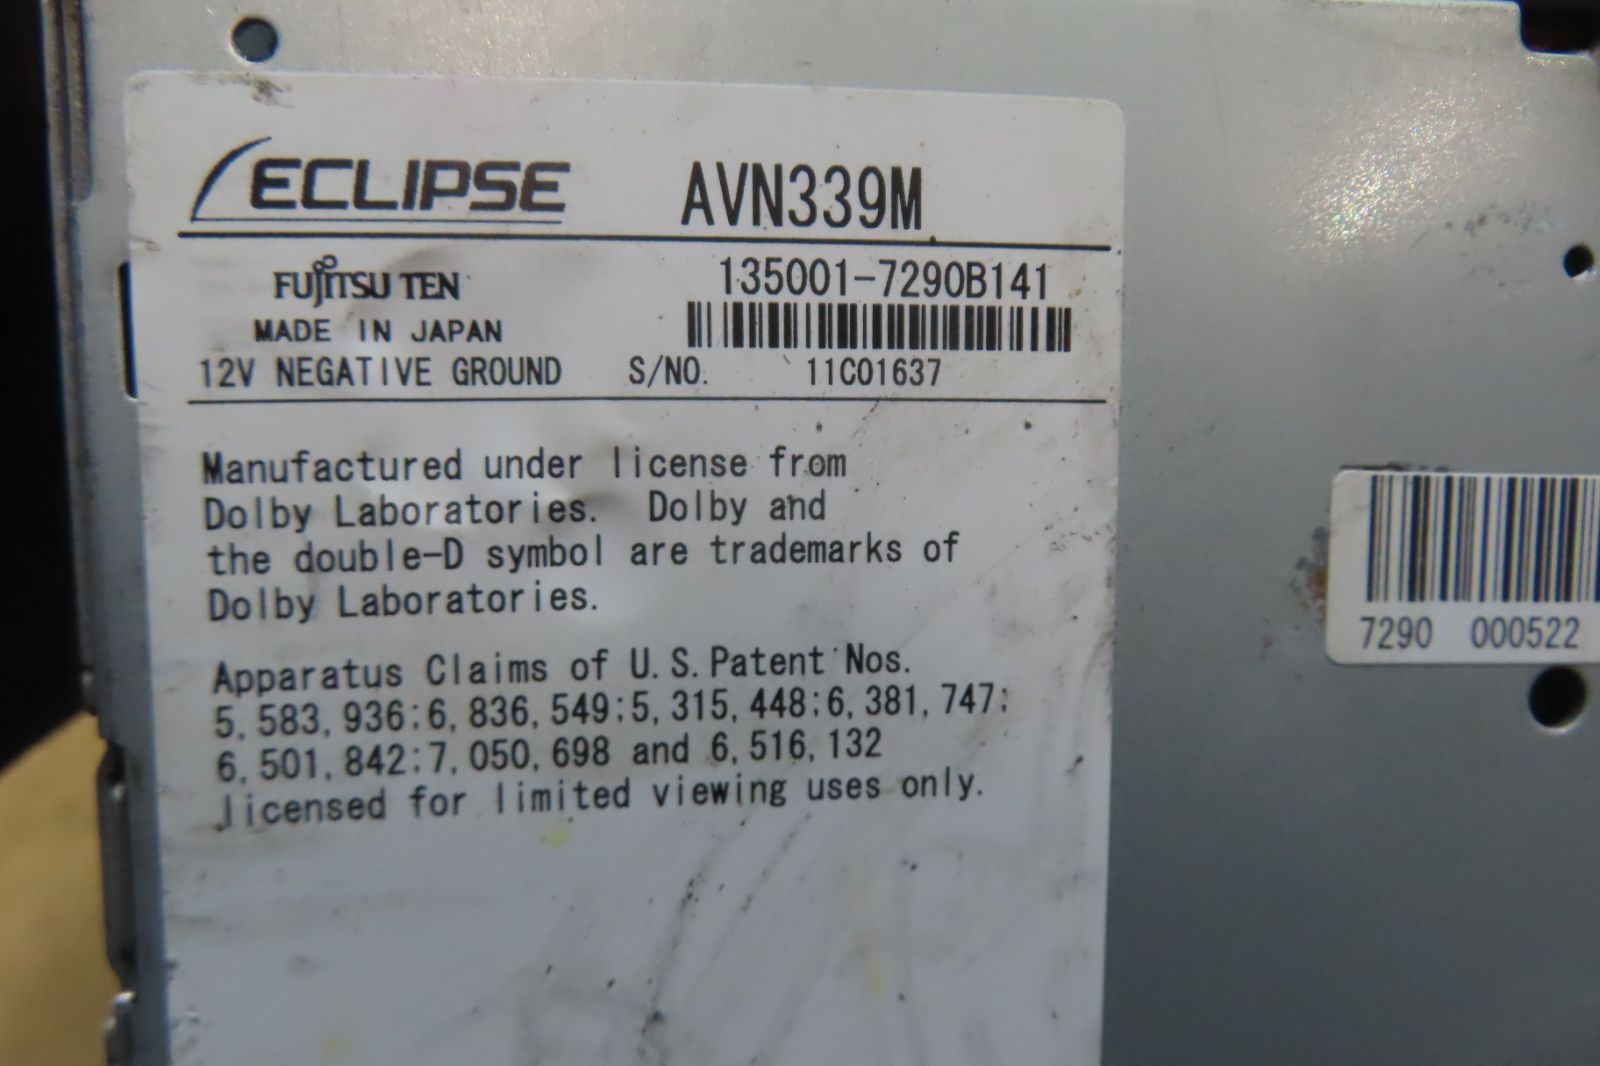 ECLIPSE AVN339M
FUJITSU TEN 135001-7290B141
MADE IN JAPAN
12V NEGATIVE GROUND S/NO. 11C01637
Manufactured under license from
Dolby Laboratories. Dolby and
the double-D symbol are trademarks of
Dolby Laboratories.
Apparatus Claims of U.S.Patent Nos.
5,583,936;6,836,549;5,315,448;6,381,747;
6,501,842;7,050,698 and 6,516,132
licensed for limited viewing uses only.
7290 000522